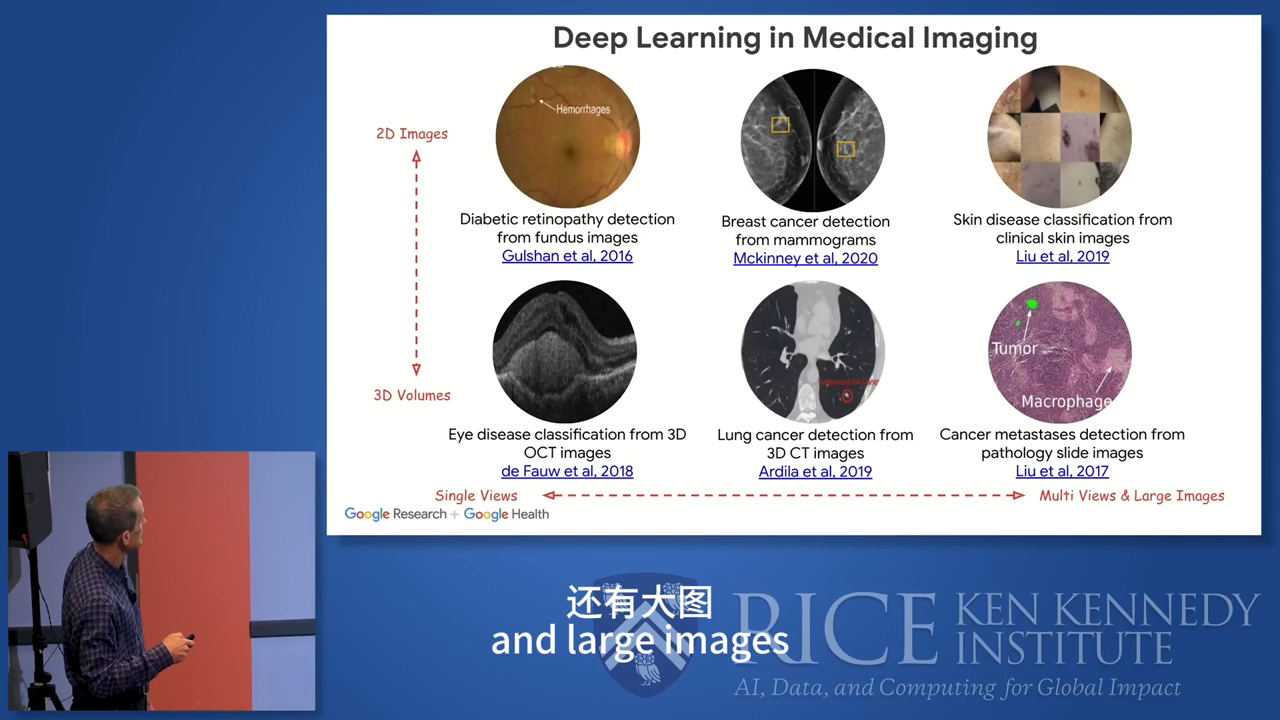 Deep Learning in Medical Imaging
2D Images
3D Volumes
Hemorrhages
Diabetic retinopathy detection
from fundus images
Gulshan et al, 2016
Breast cancer detection
from mammograms
Mckinney et al, 2020
Skin disease classification from
clinical skin images
Liu et al, 2019
Eye disease classification from 3D
OCT images
de Fauw et al, 2018
Lung cancer detection from
3D CT images
Ardila et al, 2019
Tumor
Macrophage
Cancer metastases detection from
pathology slide images
Liu et al, 2017
Single Views
Multi Views & Large Images
Google Research + Google Health
还有大图
and large images
RICE KEN KENNEDY
INSTITUTE
AI, Data, and Computing for Global Impact